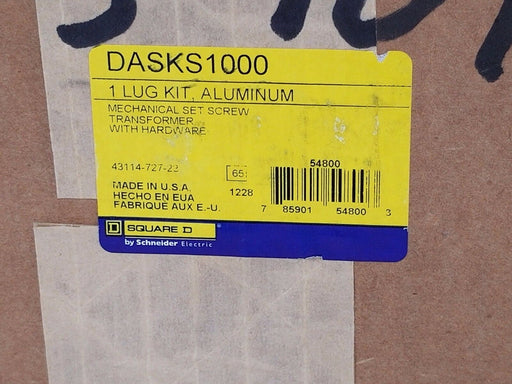 DASKS1000
1 LUG KIT, ALUMINUM
MECHANICAL SET SCREW
TRANSFORMER
WITH HARDWARE
43114-727-22
1228
54800
7 85901 54800 3
MADE IN U.S.A.
HECHO EN EUA
FABRIQUE AUX E.-U.
SQUARE D
by Schneider Electric